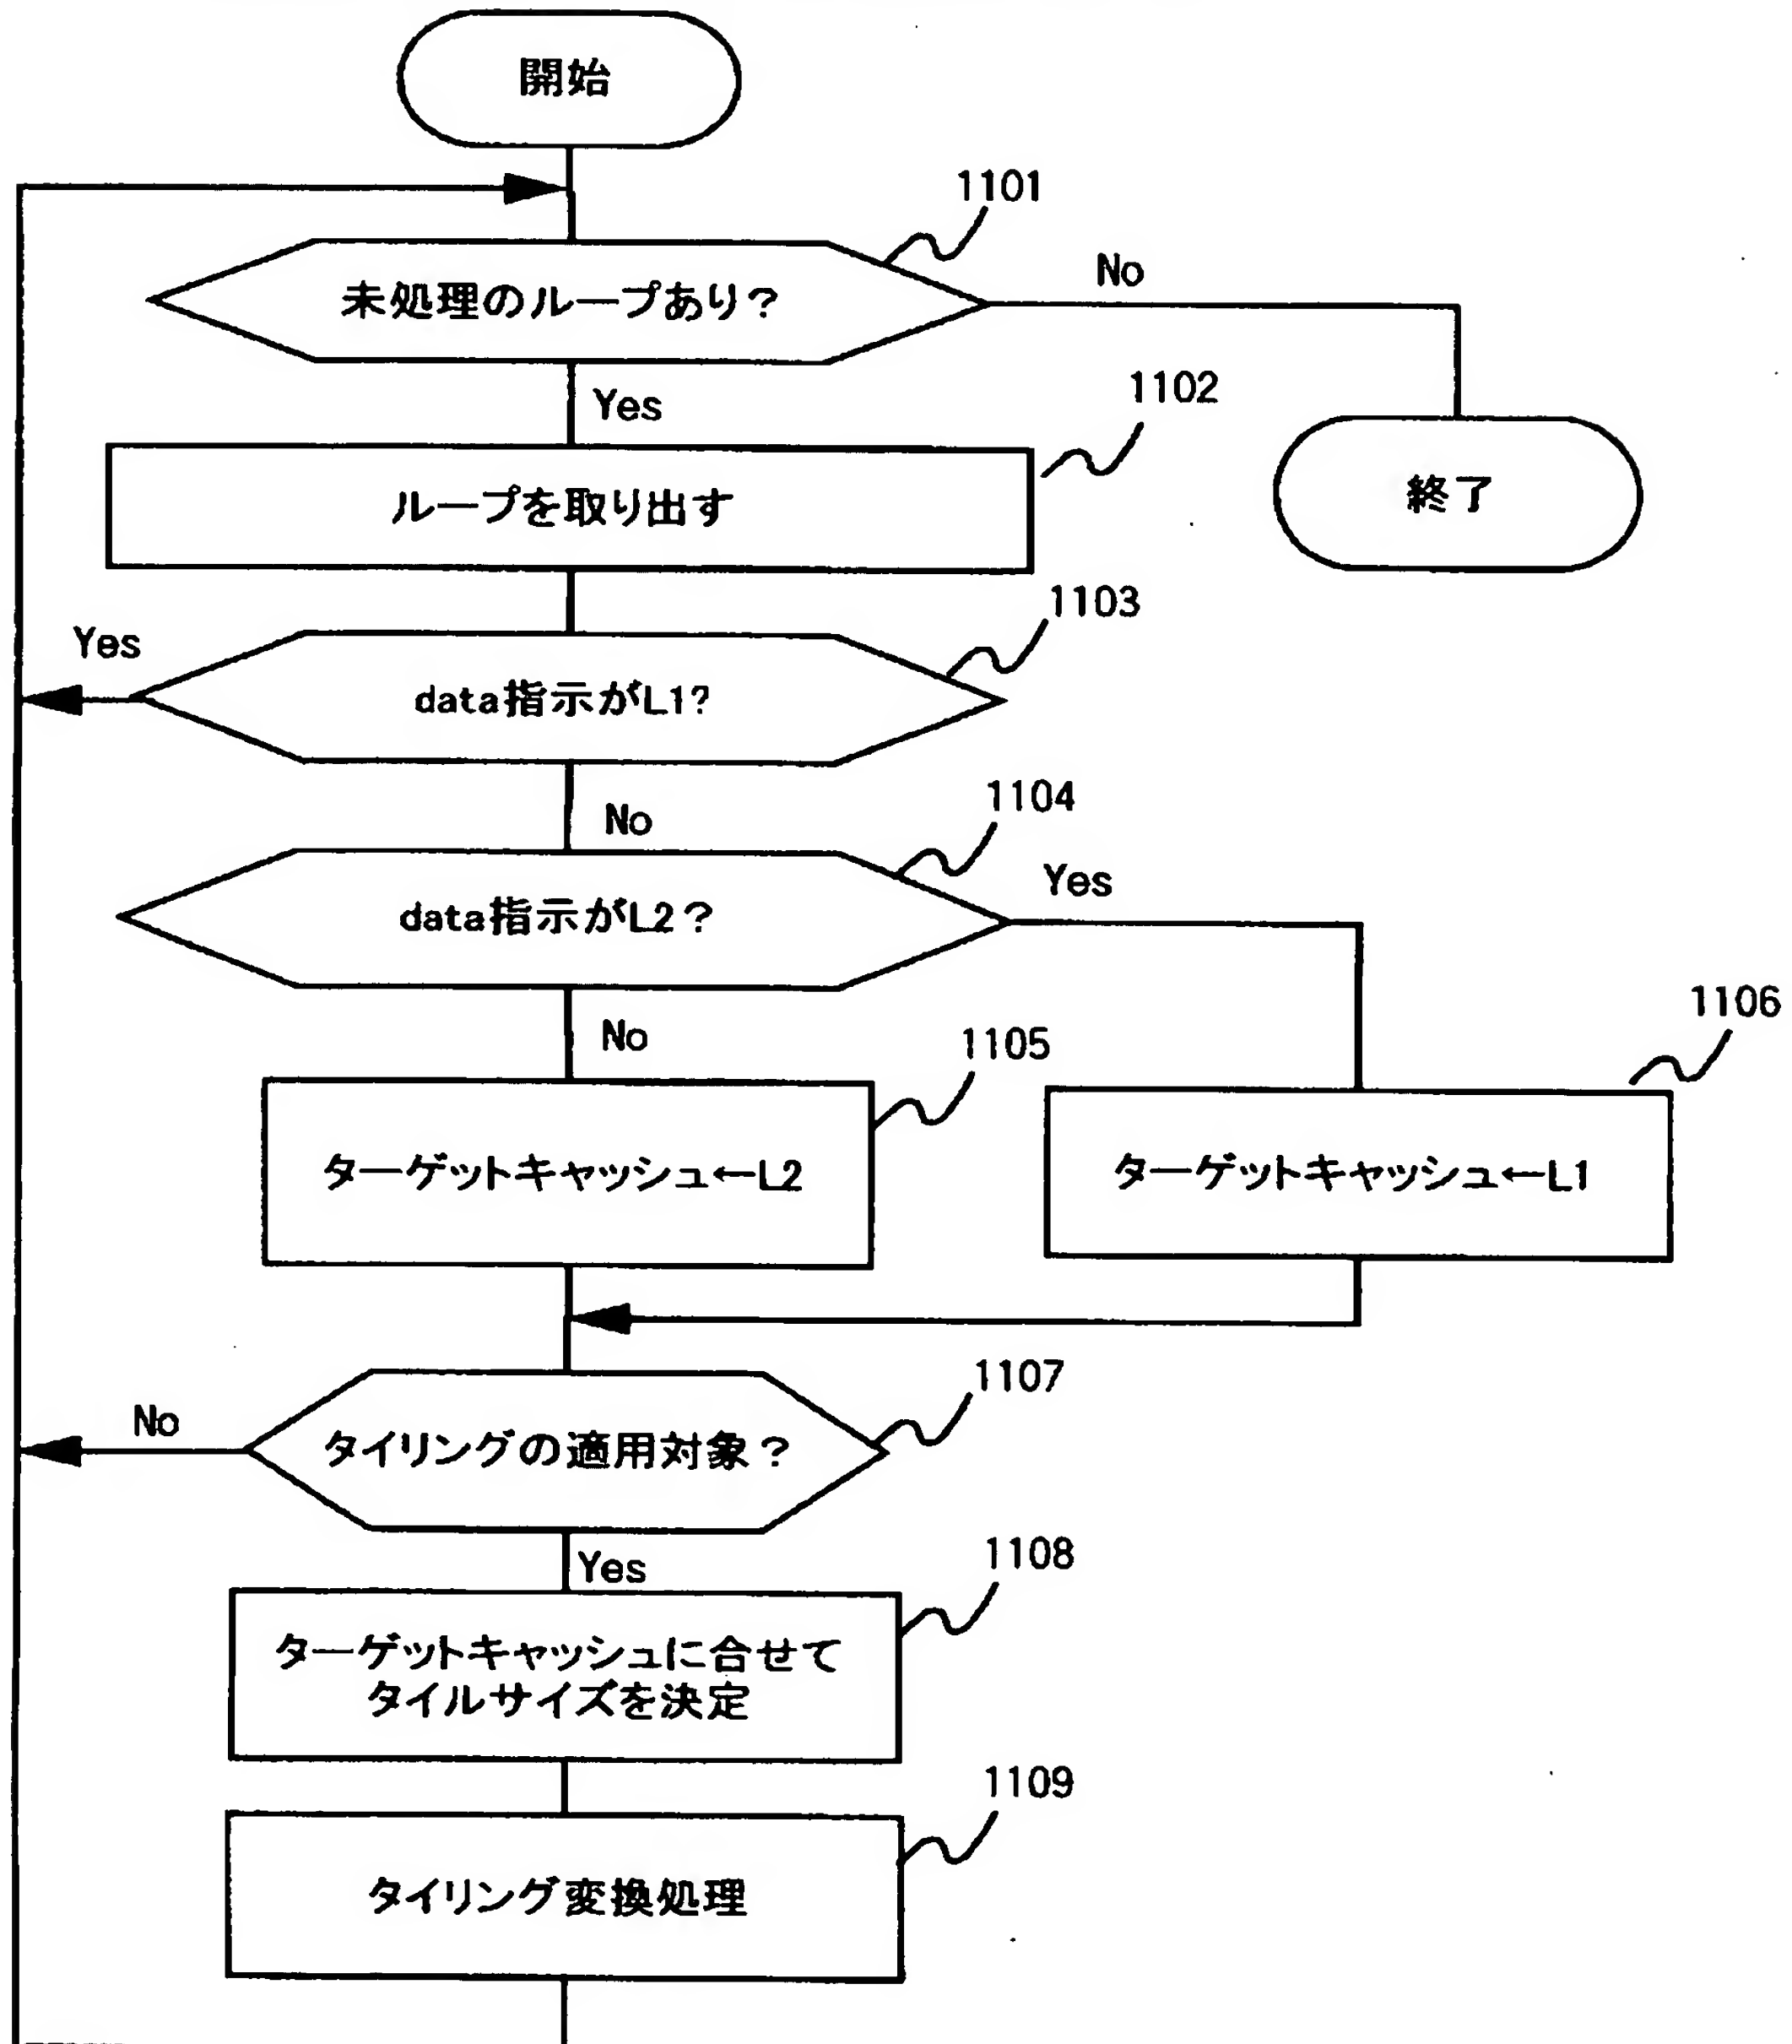 開始
1101
未処理のループあり?
No
Yes
1102
ループを取り出す
終了
1103
Yes
data指示がL1?
No
1104
data指示がL2?
Yes
No
1105
1106
ターゲットキャッシュ←L2
ターゲットキャッシュ←L1
1107
No
タイリングの適用対象?
Yes
1108
ターゲットキャッシュに合せて
タイルサイズを決定
1109
タイリング変換処理